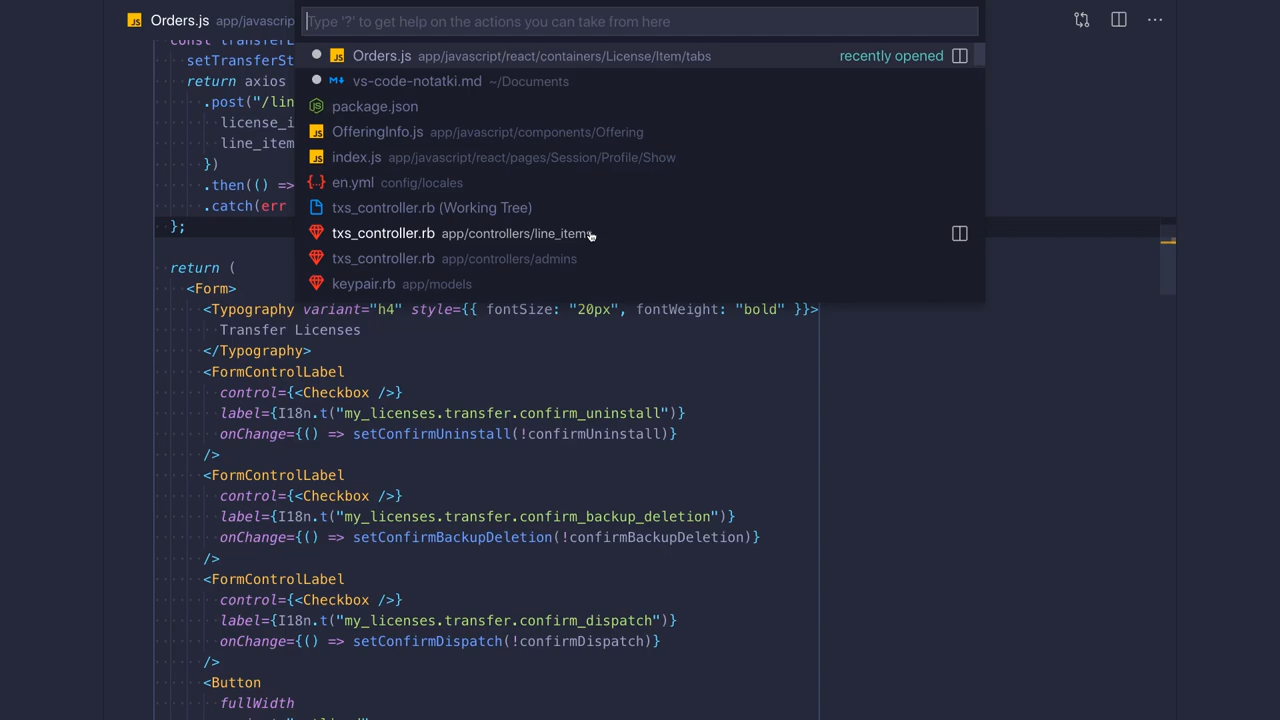 Orders.js app/javascrip
Type '?' to get help on the actions you can take from here
Orders.js app/javascript/react/containers/License/Item/tabs recently opened
vs-code-notatki.md ~/Documents
package.json
OfferingInfo.js app/javascript/components/Offering
index.js app/javascript/react/pages/Session/Profile/Show
en.yml config/locales
txs_controller.rb (Working Tree)
txs_controller.rb app/controllers/line_items
txs_controller.rb app/controllers/admins
keypair.rb app/models
setTransferSt
return axios
.post("/lin
license_i
line_item
})
.then(() =>
.catch(err
};
return (
<Form>
<Typography variant="h4" style={{ fontSize: "20px", fontWeight: "bold" }}>
Transfer Licenses
</Typography>
<FormControlLabel
control={<Checkbox />}
label={I18n.t("my_licenses.transfer.confirm_uninstall")}
onChange={() => setConfirmUninstall(!confirmUninstall)}
/>
<FormControlLabel
control={<Checkbox />}
label={I18n.t("my_licenses.transfer.confirm_backup_deletion")}
onChange={() => setConfirmBackupDeletion(!confirmBackupDeletion)}
/>
<FormControlLabel
control={<Checkbox />}
label={I18n.t("my_licenses.transfer.confirm_dispatch")}
onChange={() => setConfirmDispatch(!confirmDispatch)}
/>
<Button
fullWidth